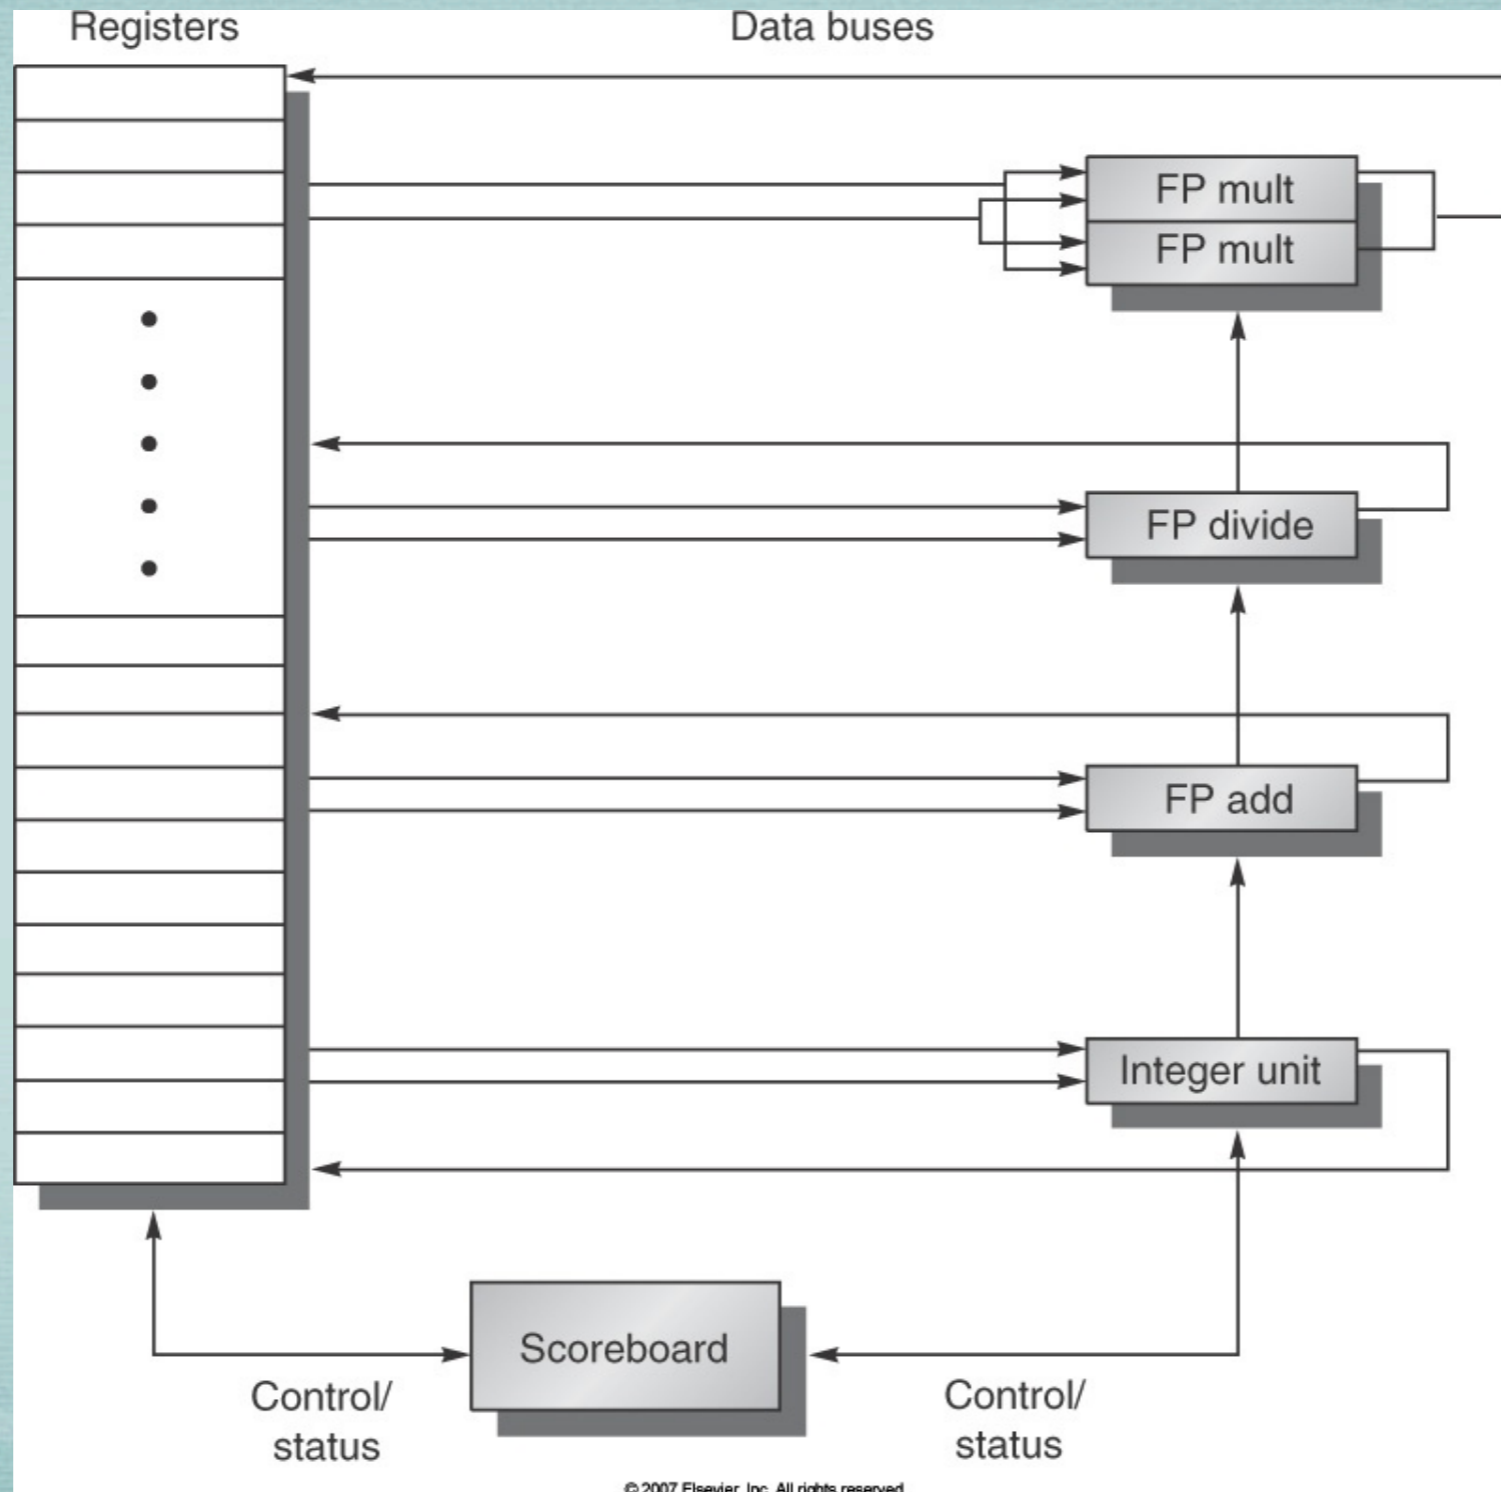 Registers
Data buses
FP mult
FP mult
FP divide
FP add
Integer unit
Scoreboard
Control/
status
Control/
status
© 2007 Elsevier, Inc. All rights reserved